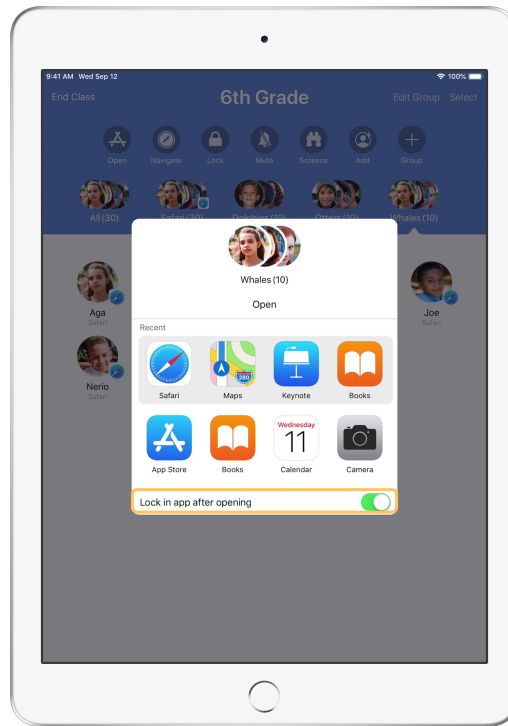 9:41 AM Wed Sep 12 100%
End Class 6th Grade Edit Group Select
Open Navigate Lock Mute Screens Add Group
All (30) Safari (30) Dolphins (10) Otters (10) Whales (10)
Whales (10)
Open
Aga
Safari
Joe
Safari
Nerio
Safari
Recent
280
Safari Maps Keynote Books
Wednesday
11
App Store Books Calendar Camera
Lock in app after opening